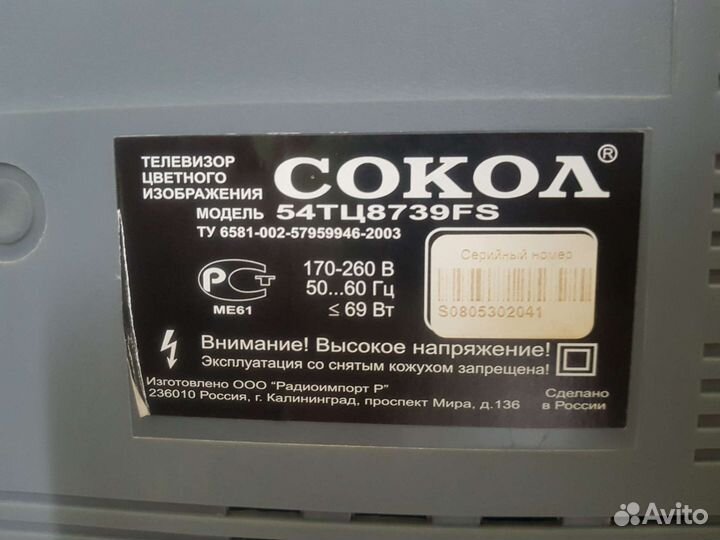 ТЕЛЕВИЗОР
ЦВЕТНОГО
ИЗОБРАЖЕНИЯ
СОКОЛ®
МОДЕЛЬ 54ТЦ8739FS
ТУ 6581-002-57959946-2003
РСТ
МЕ61
170-260 В
50...60 Гц
≤ 69 Вт
Серийный номер
S0805302041
Внимание! Высокое напряжение!
Эксплуатация со снятым кожухом запрещена!
Изготовлено ООО "Радиоимпорт Р"
236010 Россия, г. Калининград, проспект Мира, д.136
Сделано
в России
Avito